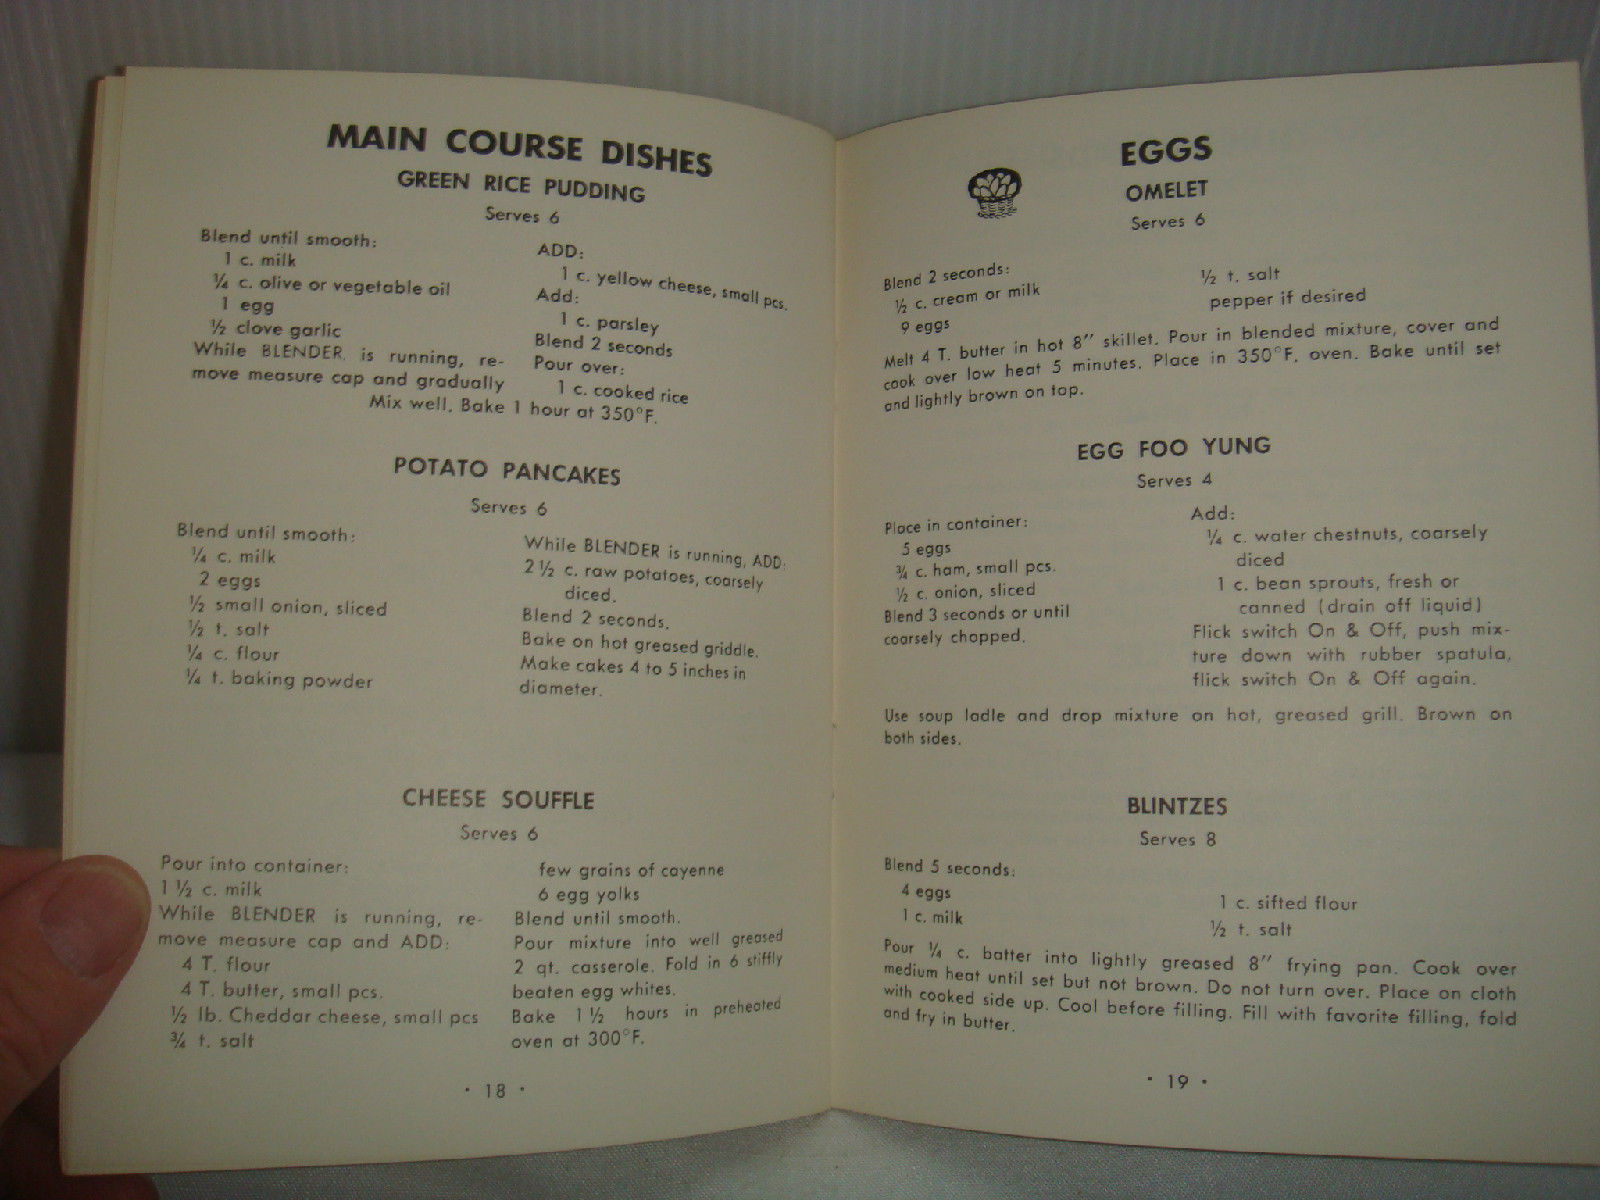 MAIN COURSE DISHES
GREEN RICE PUDDING
Serves 6
Blend until smooth:
1 c. milk
¼ c. olive or vegetable oil
1 egg
½ clove garlic
While BLENDER is running, re-
move measure cap and gradually
ADD:
1 c. yellow cheese, small pcs.
Add:
1 c. parsley
Blend 2 seconds
Pour over:
1 c. cooked rice
Mix well. Bake 1 hour at 350°F.
POTATO PANCAKES
Serves 6
Blend until smooth:
¼ c. milk
2 eggs
½ small onion, sliced
½ t. salt
¼ c. flour
¼ t. baking powder
While BLENDER is running, ADD:
2 ½ c. raw potatoes, coarsely
diced.
Blend 2 seconds.
Bake on hot greased griddle.
Make cakes 4 to 5 inches in
diameter.
CHEESE SOUFFLE
Serves 6
Pour into container:
1 ½ c. milk
While BLENDER is running, re-
move measure cap and ADD:
4 T. flour
4 T. butter, small pcs.
½ lb. Cheddar cheese, small pcs
¾ t. salt
few grains of cayenne
6 egg yolks
Blend until smooth.
Pour mixture into well greased
2 qt. casserole. Fold in 6 stiffly
beaten egg whites.
Bake 1 ½ hours in preheated
oven at 300°F.
• 18 •
EGGS
OMELET
Serves 6
Blend 2 seconds:
½ c. cream or milk
9 eggs
½ t. salt
pepper if desired
Melt 4 T. butter in hot 8" skillet. Pour in blended mixture, cover and
cook over low heat 5 minutes. Place in 350°F. oven. Bake until set
and lightly brown on top.
EGG FOO YUNG
Serves 4
Place in container:
5 eggs
¾ c. ham, small pcs.
½ c. onion, sliced
Blend 3 seconds or until
coarsely chopped.
Add:
¼ c. water chestnuts, coarsely
diced
1 c. bean sprouts, fresh or
canned (drain off liquid)
Flick switch On & Off, push mix-
ture down with rubber spatula,
flick switch On & Off again.
Use soup ladle and drop mixture on hot, greased grill. Brown on
both sides.
BLINTZES
Serves 8
Blend 5 seconds:
4 eggs
1 c. milk
1 c. sifted flour
½ t. salt
Pour ¼ c. batter into lightly greased 8" frying pan. Cook over
medium heat until set but not brown. Do not turn over. Place on cloth
with cooked side up. Cool before filling. Fill with favorite filling, fold
and fry in butter.
• 19 •